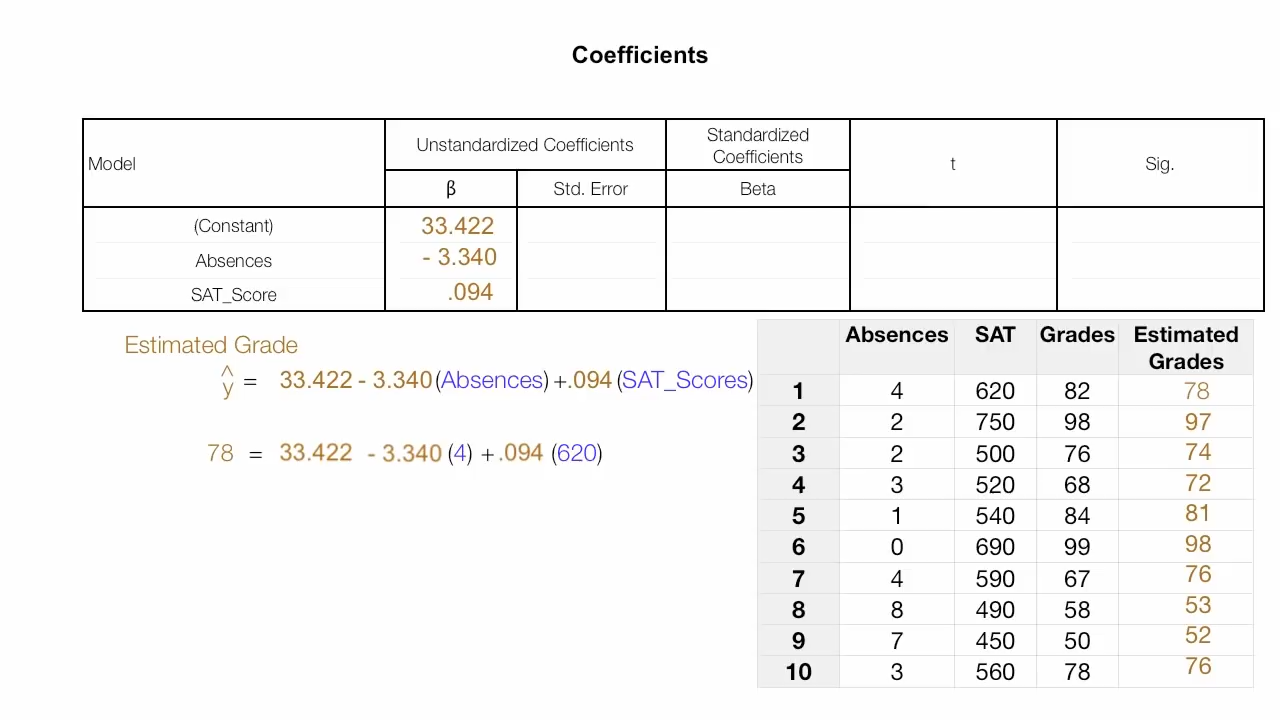 Coefficients
Model Unstandardized Coefficients Standardized Coefficients t Sig.
β Std. Error Beta
(Constant) 33.422
Absences - 3.340
SAT_Score .094
Estimated Grade
^
y = 33.422 - 3.340 (Absences) + .094 (SAT_Scores)
78 = 33.422 - 3.340 (4) + .094 (620)
Absences SAT Grades Estimated Grades
1 4 620 82 78
2 2 750 98 97
3 2 500 76 74
4 3 520 68 72
5 1 540 84 81
6 0 690 99 98
7 4 590 67 76
8 8 490 58 53
9 7 450 50 52
10 3 560 78 76